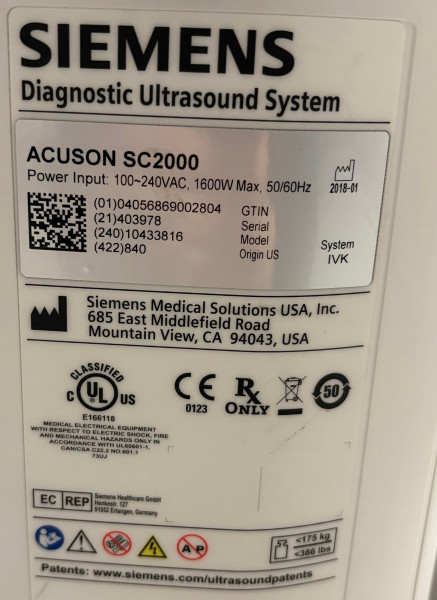 SIEMENS
Diagnostic Ultrasound System
ACUSON SC2000
Power Input: 100~240VAC, 1600W Max, 50/60Hz
2018-01
(01)04056869002804 GTIN
(21)403978 Serial
(240)10433816 Model
(422)840 Origin US
System
IVK
Siemens Medical Solutions USA, Inc.
685 East Middlefield Road
Mountain View, CA 94043, USA
CLASSIFIED
C UL US
E166118
MEDICAL ELECTRICAL EQUIPMENT
WITH RESPECT TO ELECTRIC SHOCK, FIRE
AND MECHANICAL HAZARDS ONLY IN
ACCORDANCE WITH UL60601-1,
CAN/CSA C22.2 NO.601.1
73UJ
CE
0123
Rx
ONLY
50
EC REP
Siemens Healthcare GmbH
Henkestr. 127
91052 Erlangen, Germany
AP
≤175 kg
≤386 lbs
Patents: www.siemens.com/ultrasoundpatents